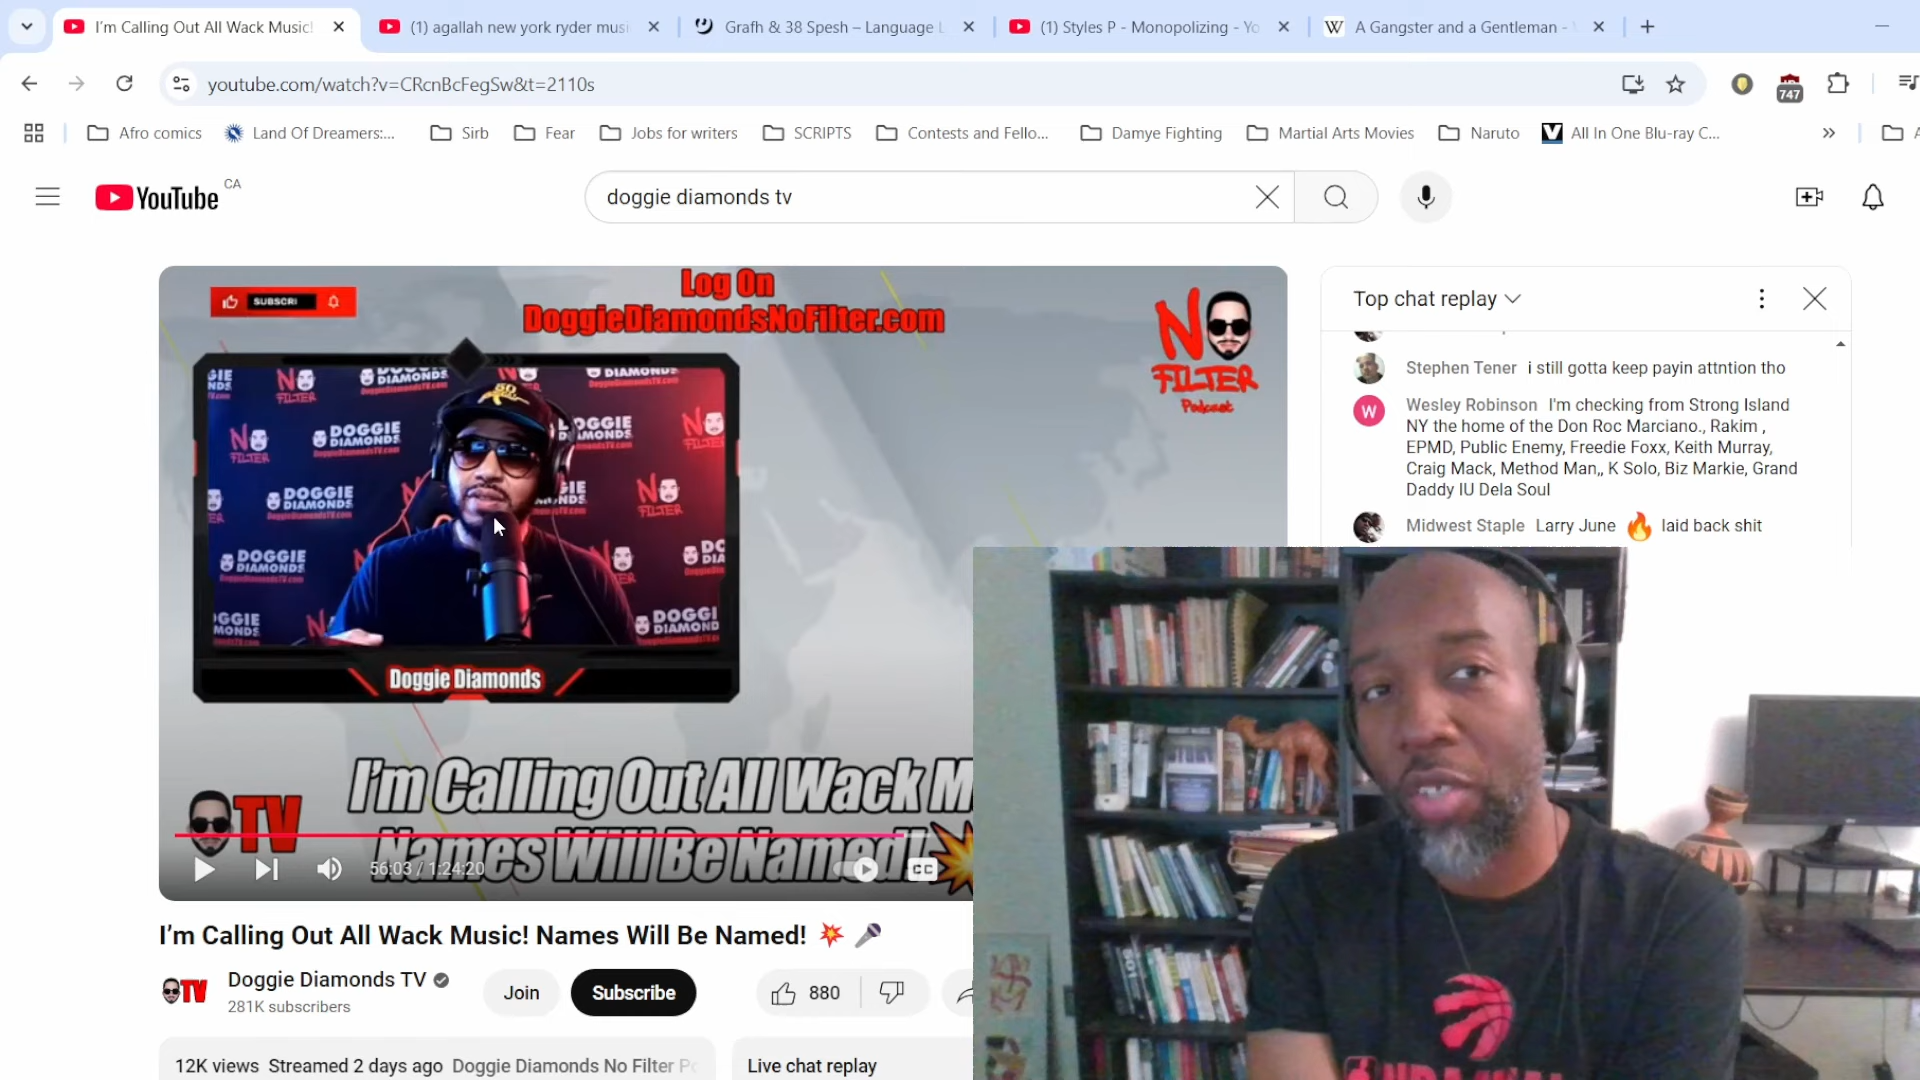 I'm Calling Out All Wack Music!
(1) agallah new york ryder musi
Grafh & 38 Spesh – Language L
(1) Styles P - Monopolizing - Yo
A Gangster and a Gentleman -
youtube.com/watch?v=CRcnBcFegSw&t=2110s
747
Afro comics
Land Of Dreamers:...
Sirb
Fear
Jobs for writers
SCRIPTS
Contests and Fello...
Damye Fighting
Martial Arts Movies
Naruto
All In One Blu-ray C...
YouTube CA
doggie diamonds tv
SUBSCRI
Log On
DoggieDiamondsNoFilter.com
NO
FILTER
Podcast
DOGGIE
DIAMONDS
Doggie Diamonds
TV
I'm Calling Out All Wack M
Names Will Be Named!
56:03 / 1:24:20
CC
Top chat replay
Stephen Tener i still gotta keep payin attntion tho
W
Wesley Robinson I'm checking from Strong Island
NY the home of the Don Roc Marciano., Rakim ,
EPMD, Public Enemy, Freedie Foxx, Keith Murray,
Craig Mack, Method Man,, K Solo, Biz Markie, Grand
Daddy IU Dela Soul
Midwest Staple Larry June 🔥 laid back shit
I'm Calling Out All Wack Music! Names Will Be Named! 💥 🎤
TV
Doggie Diamonds TV
281K subscribers
Join
Subscribe
880
12K views Streamed 2 days ago Doggie Diamonds No Filter Po
Live chat replay